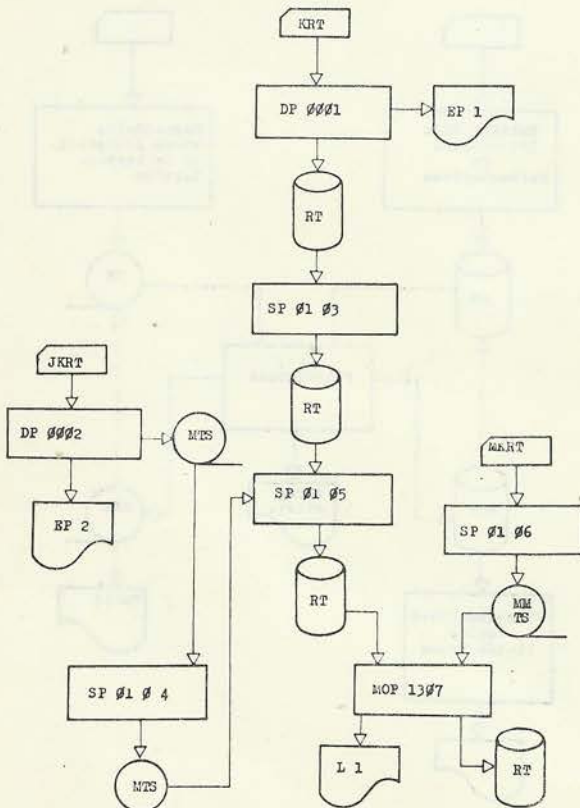 KRT
DP ØØØ1
EP 1
RT
SP Ø1 Ø3
RT
JKRT
DP ØØØ2
MTS
EP 2
SP Ø1 Ø5
MKRT
SP Ø1 Ø6
RT
MM
TS
SP Ø1 Ø 4
MOP 13Ø7
MTS
L 1
RT